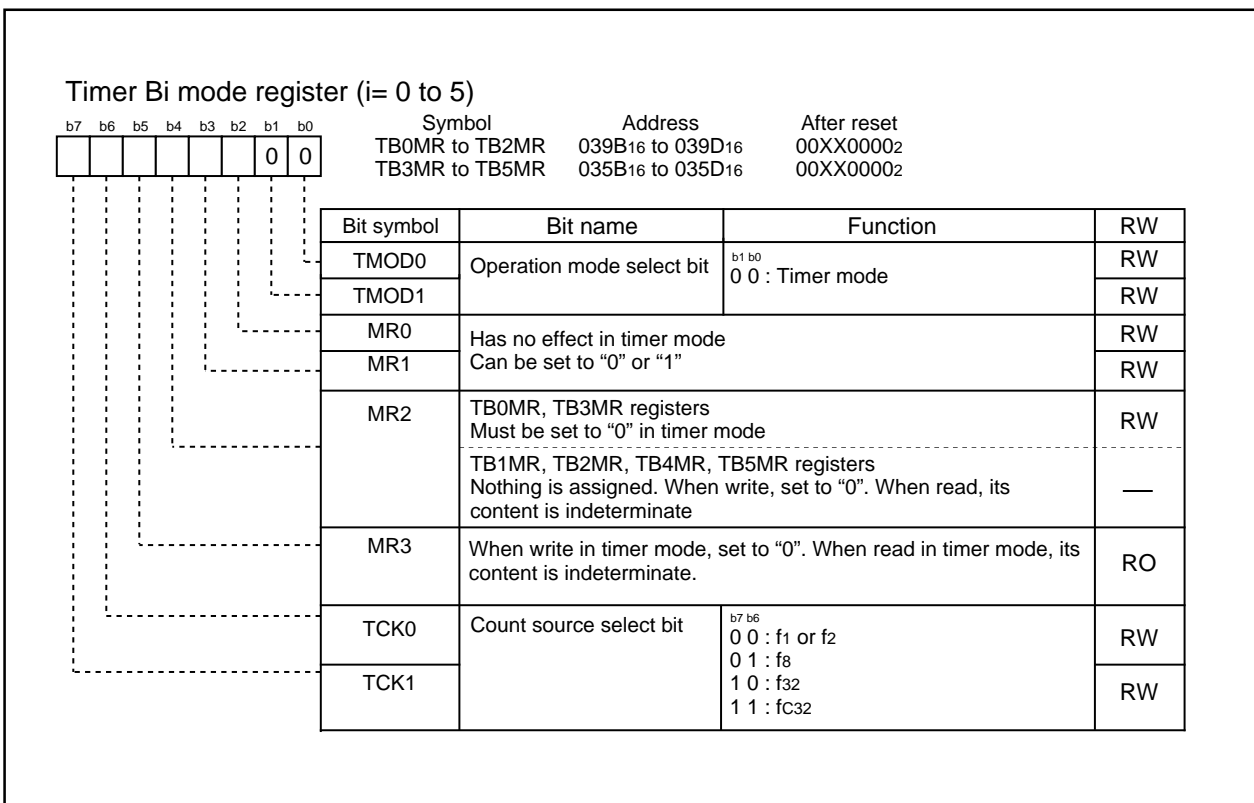 Timer Bi mode register (i= 0 to 5)
b7 b6 b5 b4 b3 b2 b1 b0
0 0
Symbol Address After reset
TB0MR to TB2MR 039B16 to 039D16 00XX00002
TB3MR to TB5MR 035B16 to 035D16 00XX00002
Bit symbol Bit name Function RW
TMOD0 Operation mode select bit b1 b0 RW
0 0 : Timer mode
TMOD1 RW
MR0 Has no effect in timer mode RW
MR1 Can be set to “0” or “1” RW
MR2 TB0MR, TB3MR registers RW
Must be set to “0” in timer mode
TB1MR, TB2MR, TB4MR, TB5MR registers
Nothing is assigned. When write, set to “0”. When read, its —
content is indeterminate
MR3 When write in timer mode, set to “0”. When read in timer mode, its RO
content is indeterminate.
TCK0 Count source select bit b7 b6 RW
0 0 : f1 or f2
0 1 : f8
TCK1 1 0 : f32 RW
1 1 : fC32